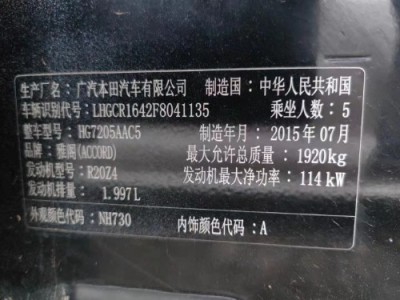 生产厂名：广汽本田汽车有限公司 制造国：中华人民共和国
车辆识别代号：LHGCR1642F8041135 乘坐人数：5
整车型号：HG7205AAC5 制造年月：2015年07月
品牌：雅阁(ACCORD) 最大允许总质量：1920kg
发动机型号：R20Z4 发动机最大净功率：114kW
发动机排量：1.997L
外观颜色代码：NH730 内饰颜色代码：A